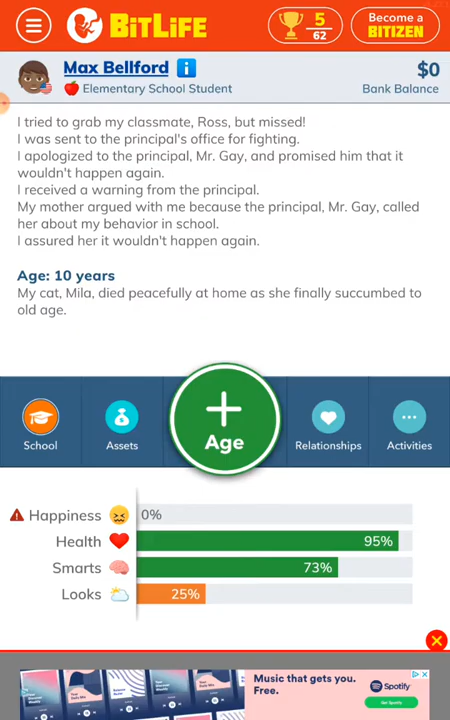 BitLife
5
62
Become a
BITIZEN
Max Bellford i
$0
Elementary School Student
Bank Balance
I tried to grab my classmate, Ross, but missed!
I was sent to the principal's office for fighting.
I apologized to the principal, Mr. Gay, and promised him that it
wouldn't happen again.
I received a warning from the principal.
My mother argued with me because the principal, Mr. Gay, called
her about my behavior in school.
I assured her it wouldn't happen again.
Age: 10 years
My cat, Mila, died peacefully at home as she finally succumbed to
old age.
School
Assets
+
Age
Relationships
Activities
Happiness 0%
Health 95%
Smarts 73%
Looks 25%
Music that gets you.
Free.
Spotify